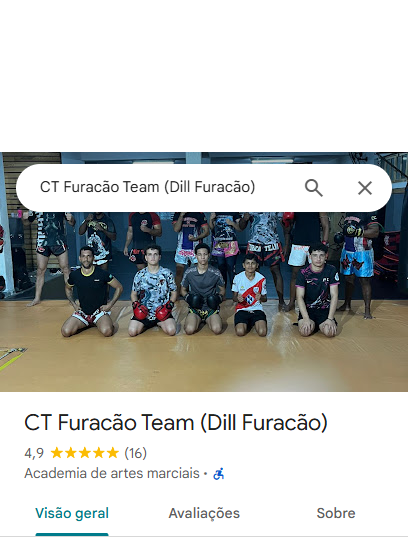 CT Furacão Team (Dill Furacão)
CT Furacão Team (Dill Furacão)
4,9 ★★★★★ (16)
Academia de artes marciais ·
Visão geral Avaliações Sobre